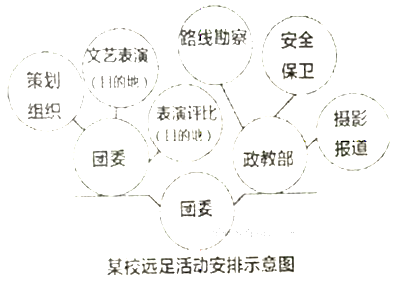 策划
组织
文艺表演
(目的地)
路线勘察
安全
保卫
表演评比
(目的地)
摄影
报道
团委
政教部
团委
某校远足活动安排示意图